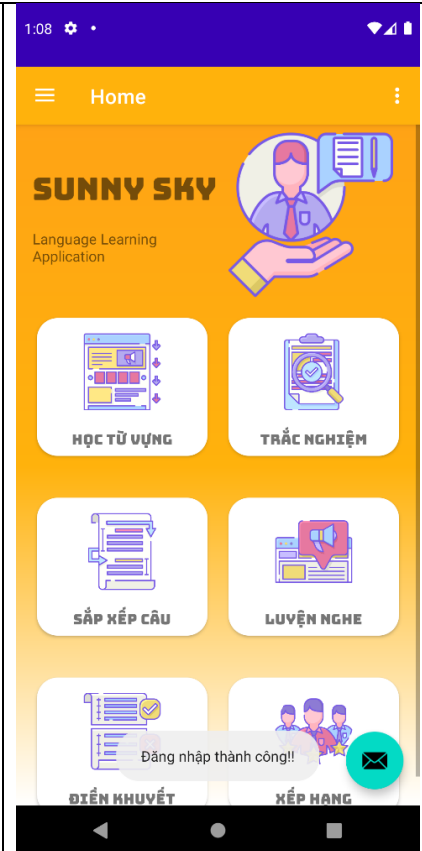 1:08
Home
SUNNY SKY
Language Learning
Application
HỌC TỪ VỰNG
TRẮC NGHIỆM
SẮP XẾP CÂU
LUYỆN NGHE
Đăng nhập thành công!!
ĐIỀN KHUYẾT
XẾP HẠNG